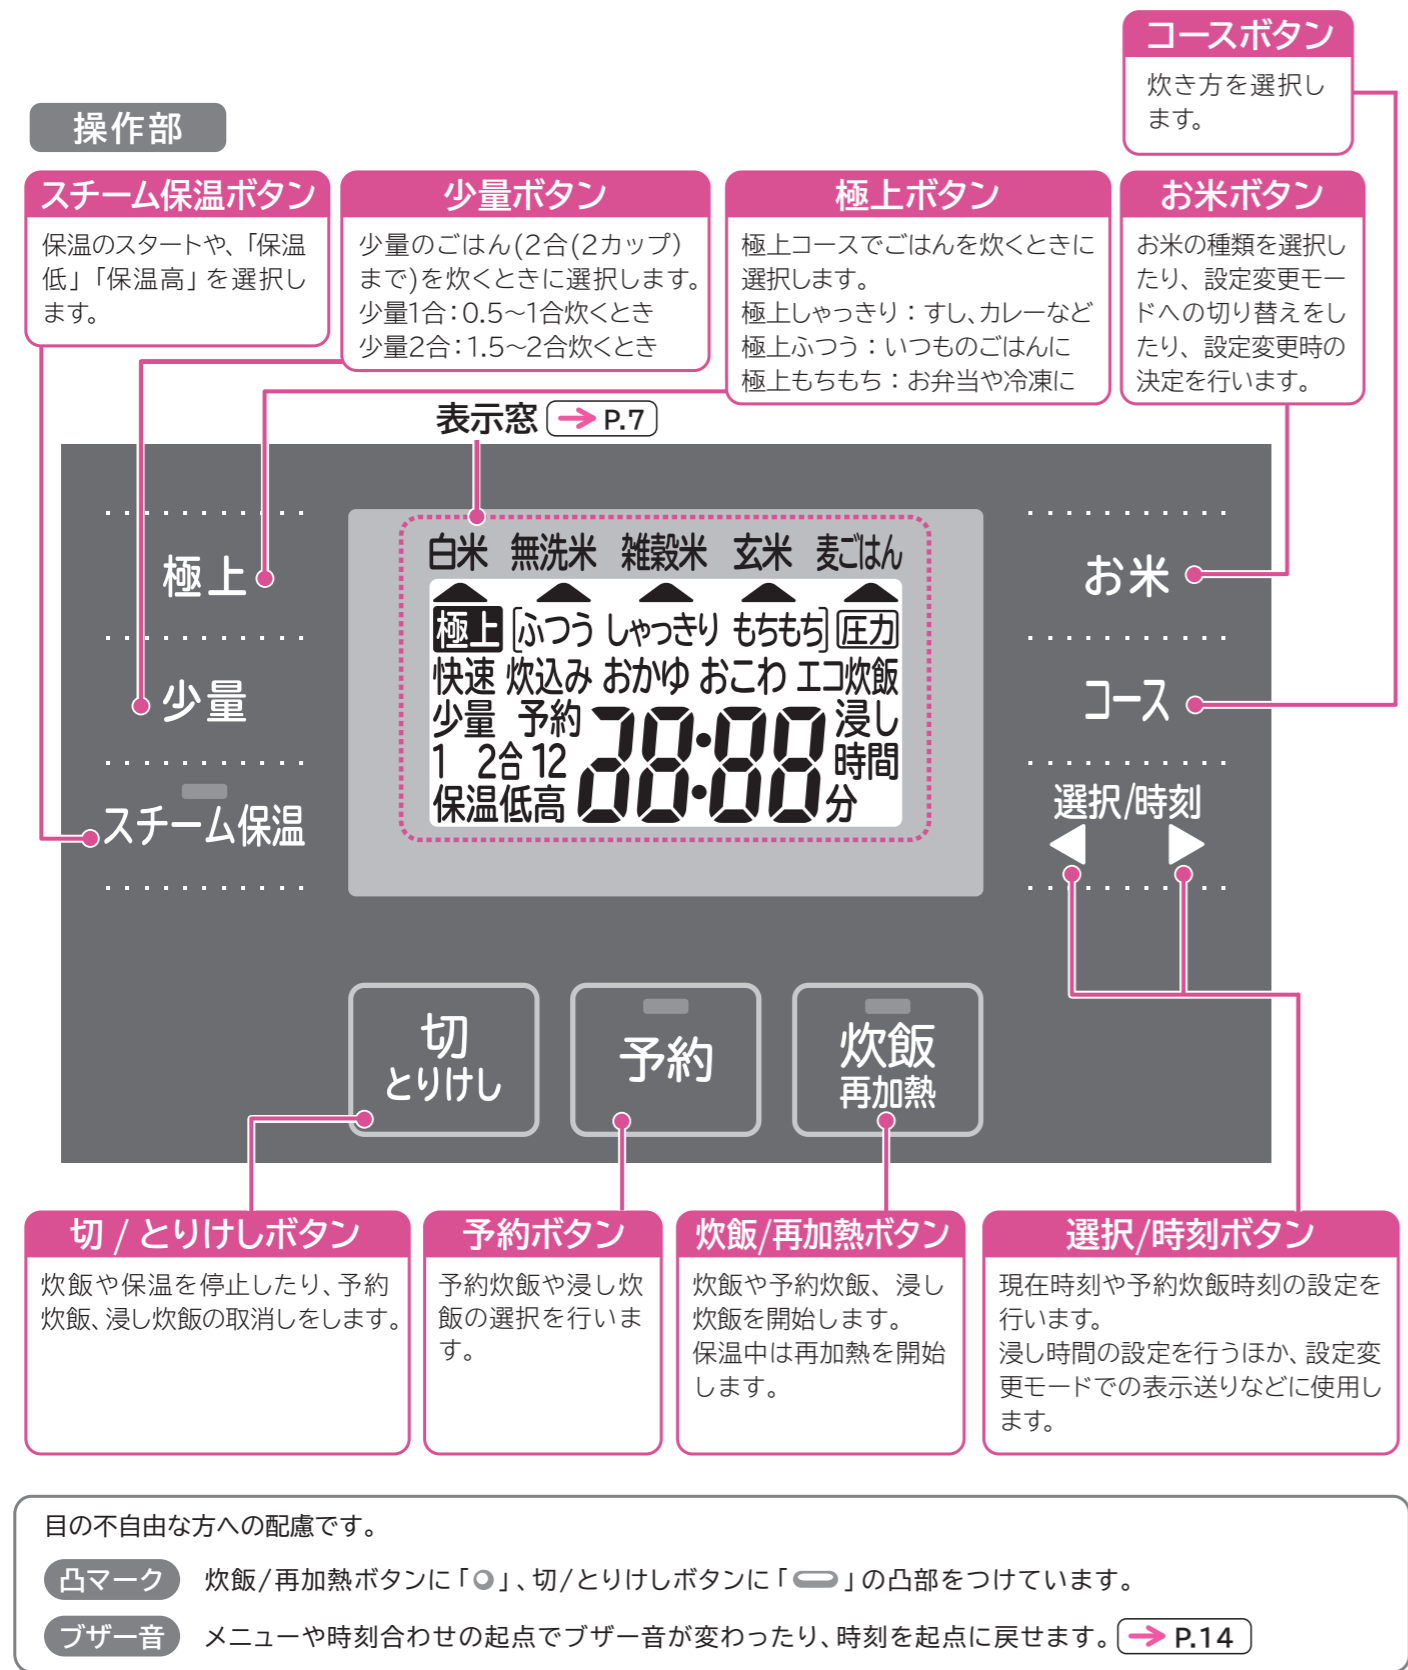 コースボタン
炊き方を選択し
ます。
操作部
スチーム保温ボタン
保温のスタートや、「保温
低」「保温高」を選択し
ます。
少量ボタン
少量のごはん(2合(2カップ)
まで)を炊くときに選択します。
少量1合：0.5～1合炊くとき
少量2合：1.5～2合炊くとき
極上ボタン
極上コースでごはんを炊くときに
選択します。
極上しゃっきり：すし、カレーなど
極上ふつう：いつものごはんに
極上もちもち：お弁当や冷凍に
お米ボタン
お米の種類を選択し
たり、設定変更モー
ドへの切り替えをし
たり、設定変更時の
決定を行います。
表示窓 → P.7
極上
少量
スチーム保温
白米 無洗米 雑穀米 玄米 麦ごはん
極上 [ふつう しゃっきり もちもち] 圧力
快速 炊込み おかゆ おこわ エコ炊飯
少量 予約 浸し
1 2合 12 28:88 時間
保温低高 分
お米
コース
選択/時刻
◀ ▶
切
とりけし
予約
炊飯
再加熱
切 / とりけしボタン
炊飯や保温を停止したり、予約
炊飯、浸し炊飯の取消しをします。
予約ボタン
予約炊飯や浸し炊
飯の選択を行いま
す。
炊飯/再加熱ボタン
炊飯や予約炊飯、浸し
炊飯を開始します。
保温中は再加熱を開始
します。
選択/時刻ボタン
現在時刻や予約炊飯時刻の設定を
行います。
浸し時間の設定を行うほか、設定変
更モードでの表示送りなどに使用し
ます。
目の不自由な方への配慮です。
凸マーク 炊飯/再加熱ボタンに「○」、切/とりけしボタンに「⊂⊃」の凸部をつけています。
ブザー音 メニューや時刻合わせの起点でブザー音が変わったり、時刻を起点に戻せます。 → P.14